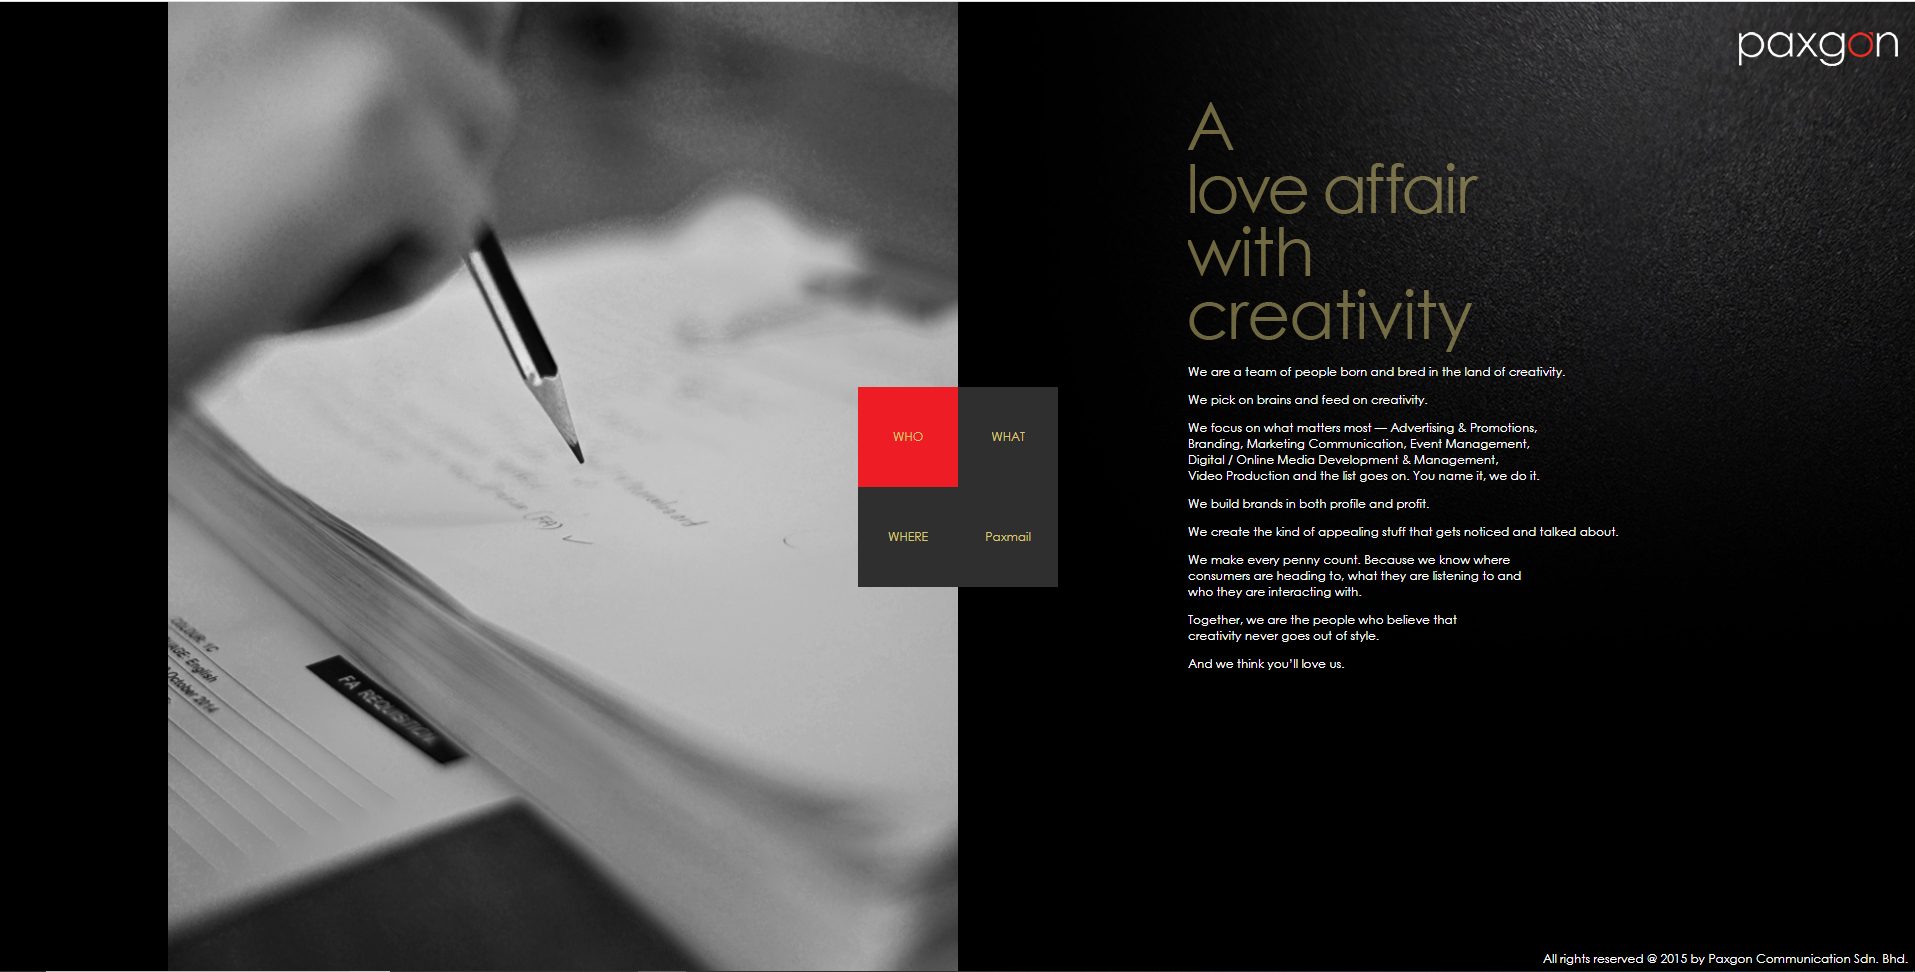 paxgon
A
love affair
with
creativity
We are a team of people born and bred in the land of creativity.
We pick on brains and feed on creativity.
We focus on what matters most — Advertising & Promotions,
Branding, Marketing Communication, Event Management,
Digital / Online Media Development & Management,
Video Production and the list goes on. You name it, we do it.
We build brands in both profile and profit.
We create the kind of appealing stuff that gets noticed and talked about.
We make every penny count. Because we know where
consumers are heading to, what they are listening to and
who they are interacting with.
Together, we are the people who believe that
creativity never goes out of style.
And we think you’ll love us.
WHO
WHAT
WHERE
Paxmail
(FA)
COLOUR: 1C
English
October 2014
FA REQUISITION
All rights reserved @ 2015 by Paxgon Communication Sdn. Bhd.